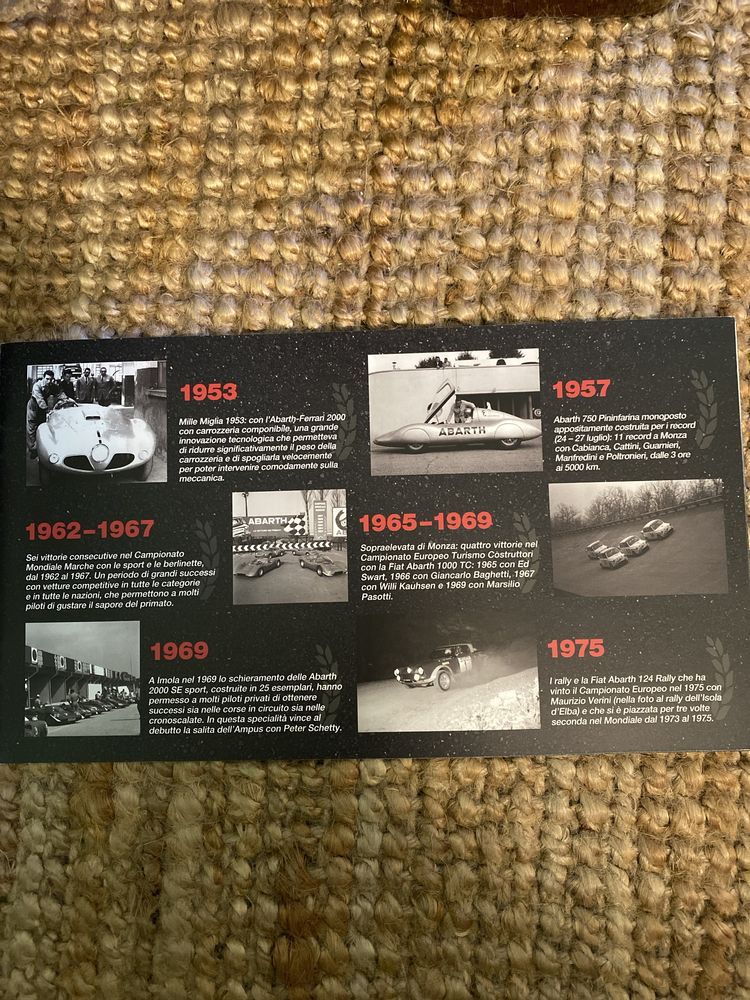 1953
Mille Miglia 1953: con l'Abarth-Ferrari 2000
con carrozzeria componibile, una grande
innovazione tecnologica che permetteva
di ridurre significativamente il peso della
carrozzeria e di spogliarla velocemente
per poter intervenire comodamente sulla
meccanica.
ABARTH
1957
Abarth 750 Pininfarina monoposto
appositamente costruita per i record
(24 – 27 luglio): 11 record a Monza
con Cabianca, Guarnieri,
Manfredini e Poltronieri, dalle 3 ore
ai 5000 km.
1962–1967
Sei vittorie consecutive nel Campionato
Mondiale Marche con le sport e le berlinette,
dal 1962 al 1967. Un periodo di grandi successi
con vetture competitive in tutte le categorie
e in tutte le nazioni, che permettono a molti
piloti di gustare il sapore del primato.
ABARTH
1965–1969
Sopraelevata di Monza: quattro vittorie nel
Campionato Europeo Turismo Costruttori
con la Fiat Abarth 1000 TC: 1965 con Ed
Swart, 1966 con Giancarlo Baghetti, 1967
con Willi Kauhsen e 1969 con Marsilio
Pasotti.
1969
A Imola nel 1969 lo schieramento delle Abarth
2000 SE sport, costruite in 25 esemplari, hanno
permesso a molti piloti privati di ottenere
successi sia nelle corse in circuito sia nelle
cronoscalate. In questa specialità vince al
debutto la salita dell'Ampus con Peter Schetty.
1975
I rally e la Fiat Abarth 124 Rally che ha
vinto il Campionato Europeo nel 1975 con
Maurizio Verini (nella foto al rally dell'Isola
d'Elba) e che si è piazzata per tre volte
seconda nel Mondiale dal 1973 al 1975.